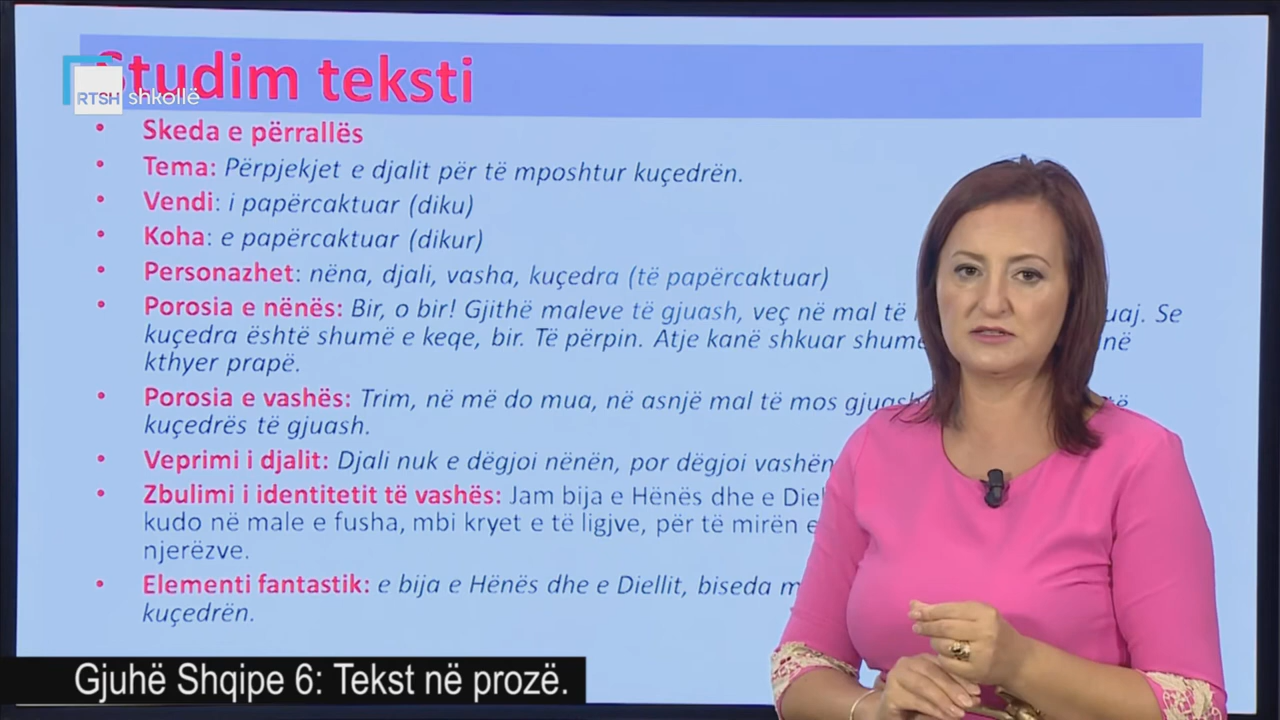 Studim teksti
RTSH shkollë
• Skeda e përrallës
• Tema: Përpjekjet e djalit për të mposhtur kuçedrën.
• Vendi: i papërcaktuar (diku)
• Koha: e papërcaktuar (dikur)
• Personazhet: nëna, djali, vasha, kuçedra (të papërcaktuar)
• Porosia e nënës: Bir, o bir! Gjithë maleve të gjuash, veç në mal të uaj. Se
kuçedra është shumë e keqe, bir. Të përpin. Atje kanë shkuar shumë në
kthyer prapë.
• Porosia e vashës: Trim, në më do mua, në asnjë mal të mos gjuash të
kuçedrës të gjuash.
• Veprimi i djalit: Djali nuk e dëgjoi nënën, por dëgjoi vashën
• Zbulimi i identitetit të vashës: Jam bija e Hënës dhe e Diel
kudo në male e fusha, mbi kryet e të ligjve, për të mirën e
njerëzve.
• Elementi fantastik: e bija e Hënës dhe e Diellit, biseda m
kuçedrën.
Gjuhë Shqipe 6: Tekst në prozë.